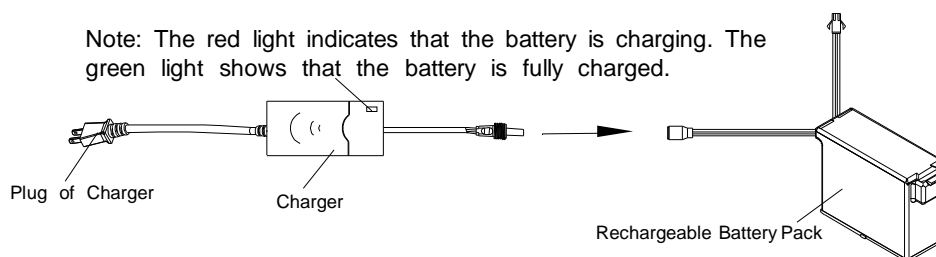 Note: The red light indicates that the battery is charging. The
green light shows that the battery is fully charged.
Plug of Charger
Charger
Rechargeable Battery Pack